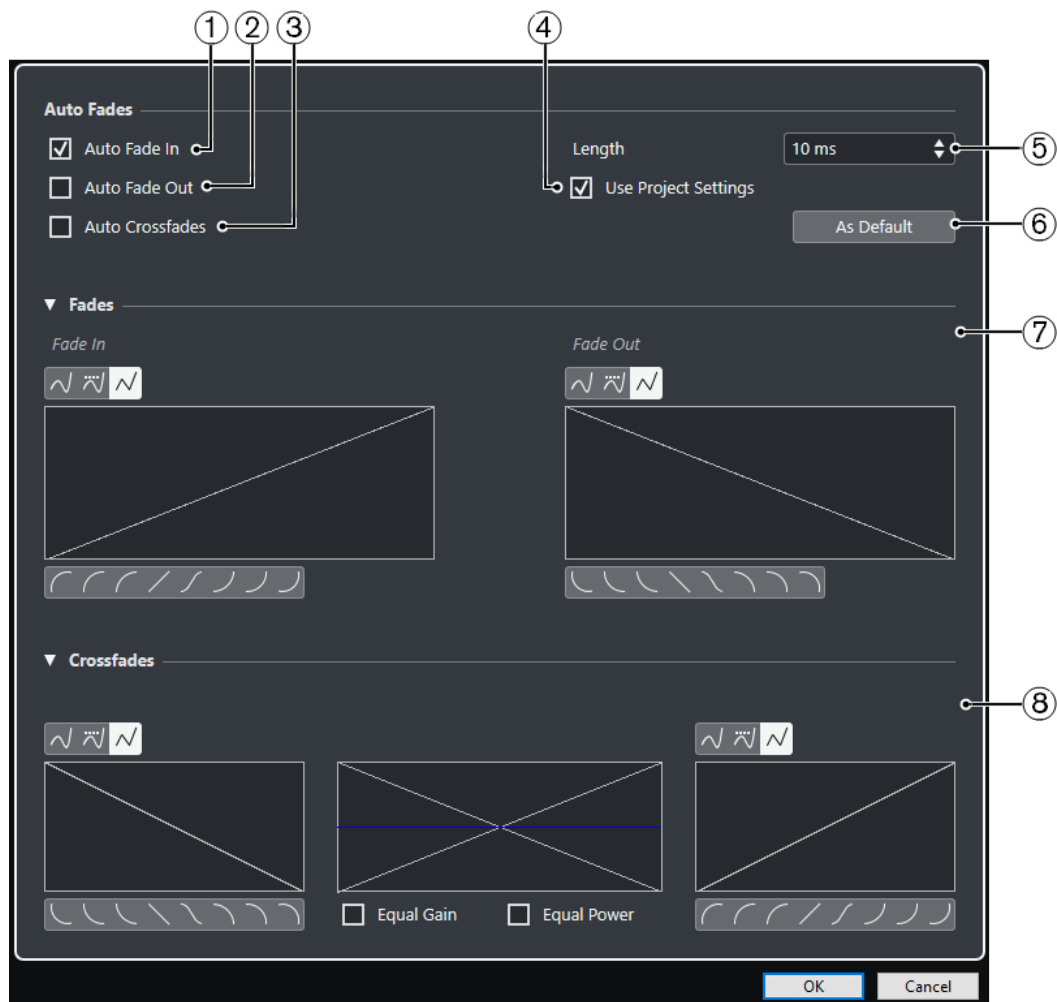 ① ② ③ ④
Auto Fades
Auto Fade In
Length
10 ms
⑤
Auto Fade Out
Use Project Settings
Auto Crossfades
As Default
⑥
▼ Fades
⑦
Fade In
Fade Out
▼ Crossfades
⑧
Equal Gain
Equal Power
OK
Cancel